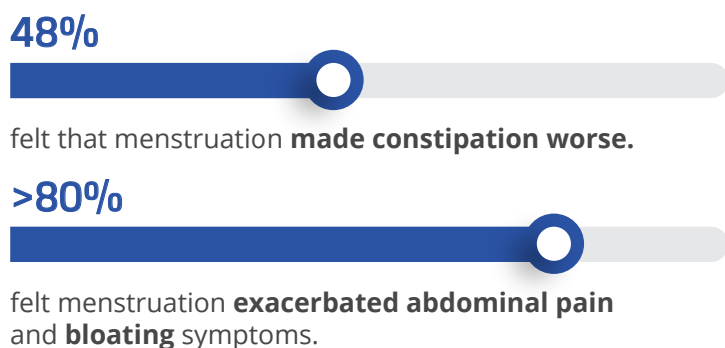 48%
felt that menstruation made constipation worse.
>80%
felt menstruation exacerbated abdominal pain
and bloating symptoms.